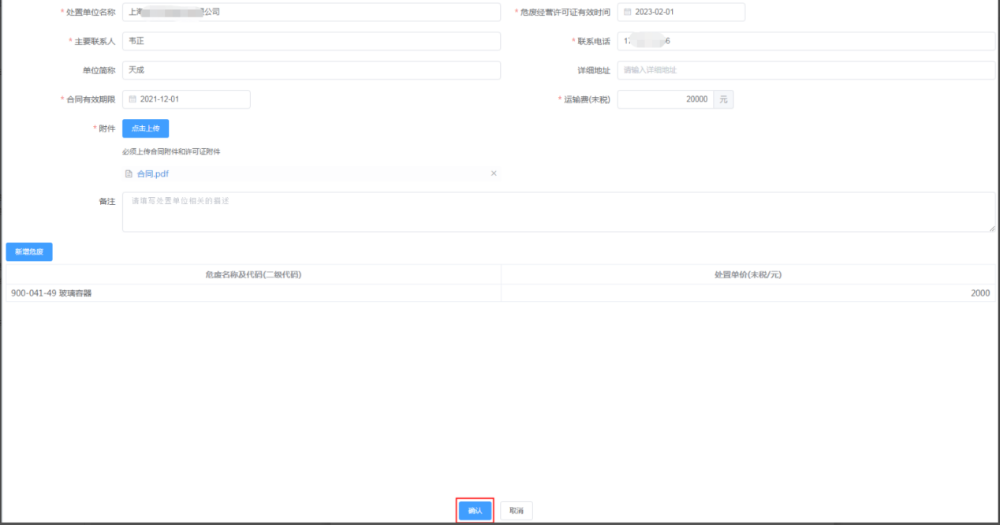 * 处置单位名称 上海 限公司 * 危废经营许可证有效时间 2023-02-01
* 主要联系人 韦正 * 联系电话 17 6
单位简称 天成 详细地址 请输入详细地址
* 合同有效期限 2021-12-01 * 运输费(未税) 20000 元
* 附件 点击上传
必须上传合同附件和许可证附件
合同.pdf ×
备注 请填写处置单位相关的描述
新增危废
危废名称及代码(二级代码) 处置单价(未税/元)
900-041-49 玻璃容器 2000
确认 取消